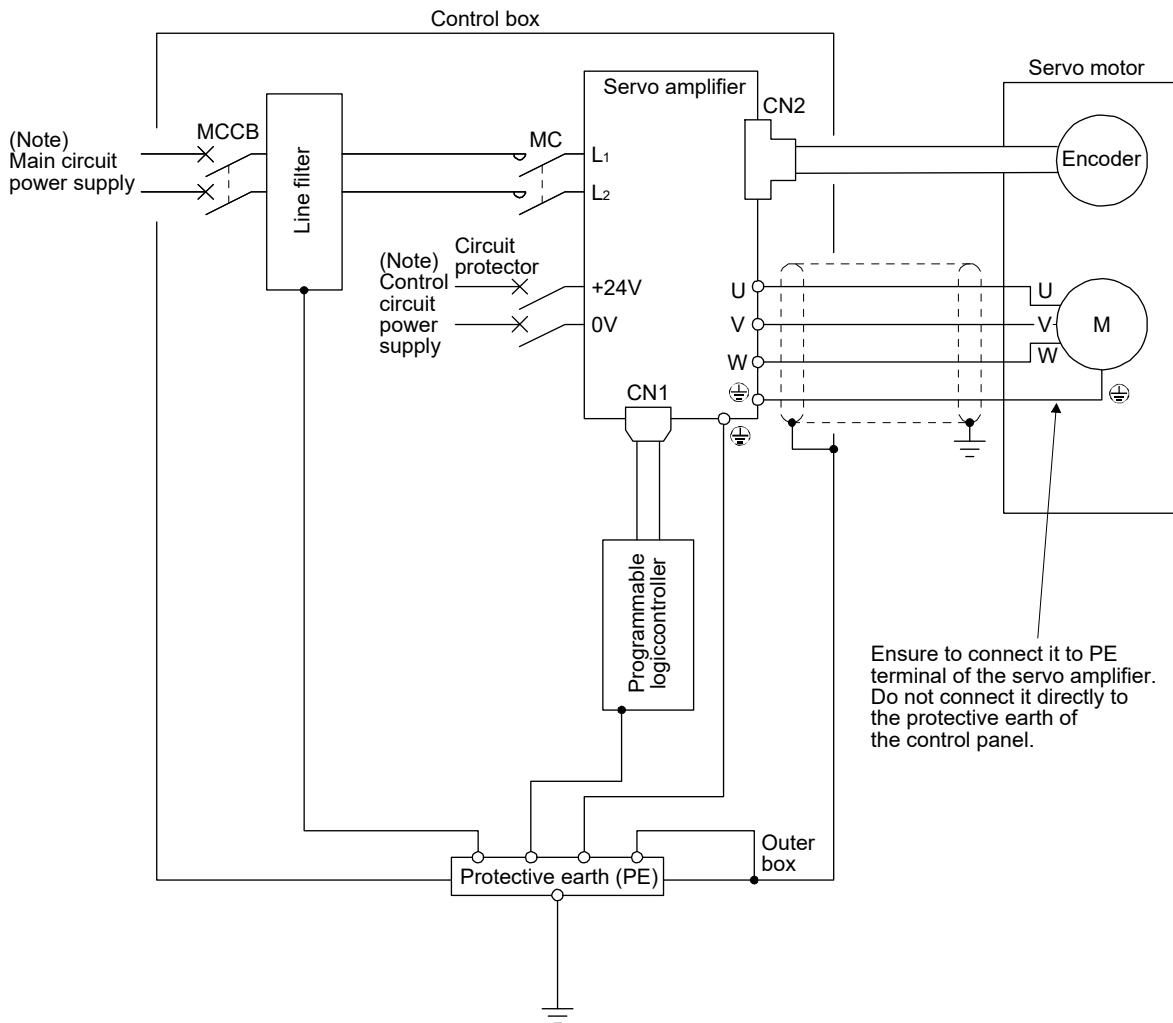 Control box
Servo amplifier
CN2
Servo motor
(Note)
Main circuit
power supply
MCCB
Line filter
MC
L1
L2
Encoder
(Note)
Control
circuit
power
supply
Circuit
protector
+24V
0V
U
V
W
U
V
W
M
CN1
Programmable
logiccontroller
Ensure to connect it to PE
terminal of the servo amplifier.
Do not connect it directly to
the protective earth of
the control panel.
Outer
box
Protective earth (PE)